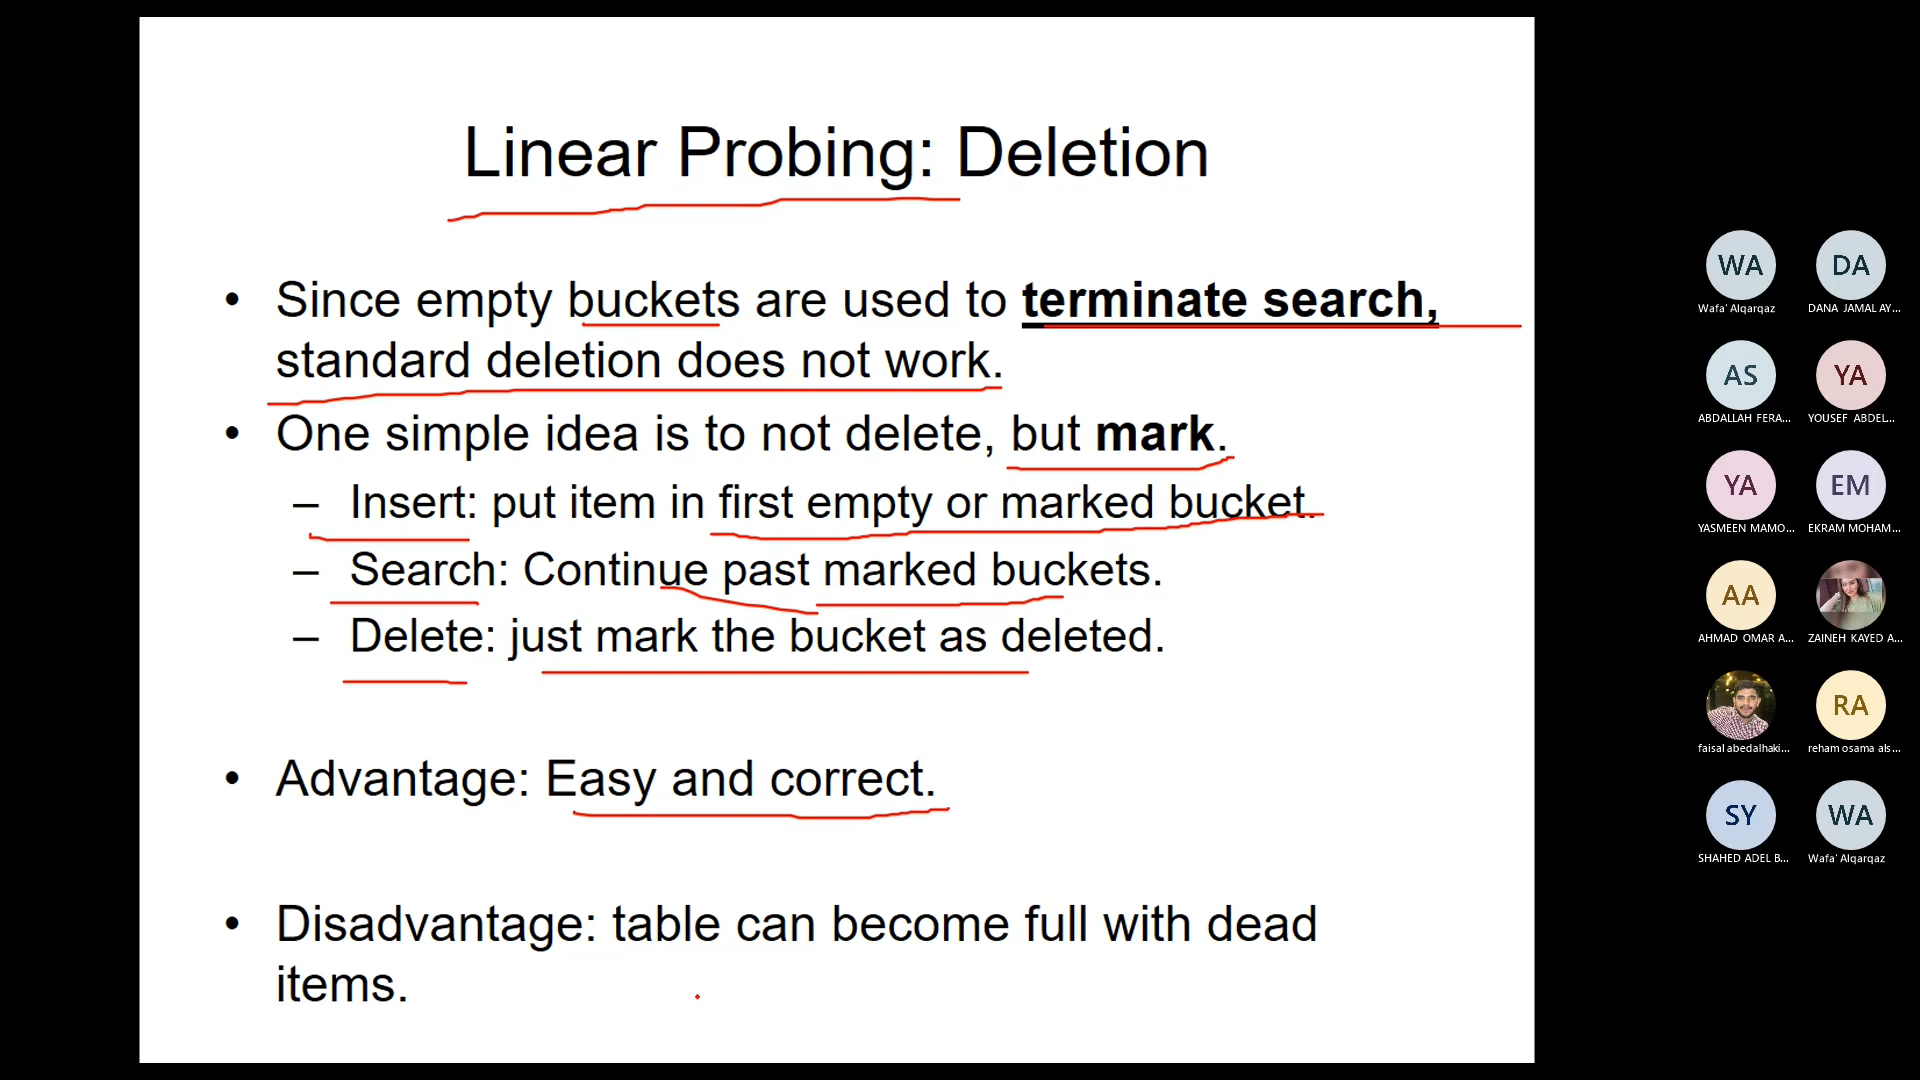 Linear Probing: Deletion
• Since empty buckets are used to terminate search,
standard deletion does not work.
• One simple idea is to not delete, but mark.
– Insert: put item in first empty or marked bucket.
– Search: Continue past marked buckets.
– Delete: just mark the bucket as deleted.
• Advantage: Easy and correct.
• Disadvantage: table can become full with dead
items.
WA DA
Wafa' Alqarqaz DANA JAMAL AY...
AS YA
ABDALLAH FERA... YOUSEF ABDEL...
YA EM
YASMEEN MAMO... EKRAM MOHAM...
AA
AHMAD OMAR A... ZAINEH KAYED A...
RA
faisal abedalhaki... reham osama als...
SY WA
SHAHED ADEL B... Wafa' Alqarqaz